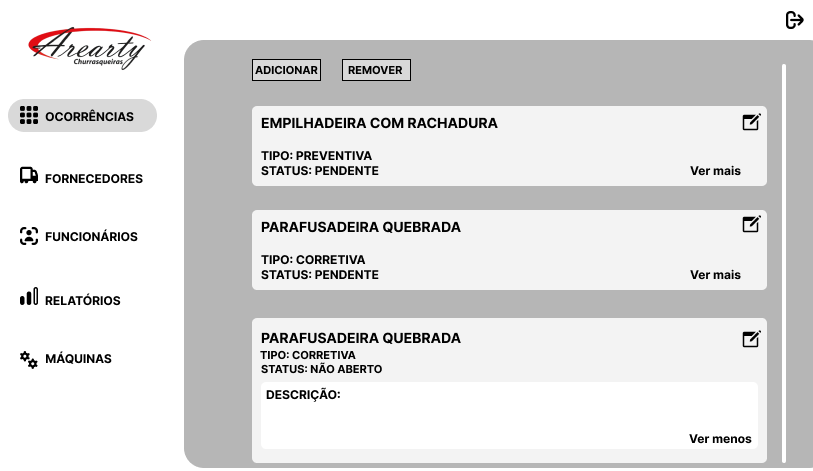 Arearty
Churrasqueiras
OCORRÊNCIAS
FORNECEDORES
FUNCIONÁRIOS
RELATÓRIOS
MÁQUINAS
ADICIONAR
REMOVER
EMPILHADEIRA COM RACHADURA
TIPO: PREVENTIVA
STATUS: PENDENTE
Ver mais
PARAFUSADEIRA QUEBRADA
TIPO: CORRETIVA
STATUS: PENDENTE
Ver mais
PARAFUSADEIRA QUEBRADA
TIPO: CORRETIVA
STATUS: NÃO ABERTO
DESCRIÇÃO:
Ver menos